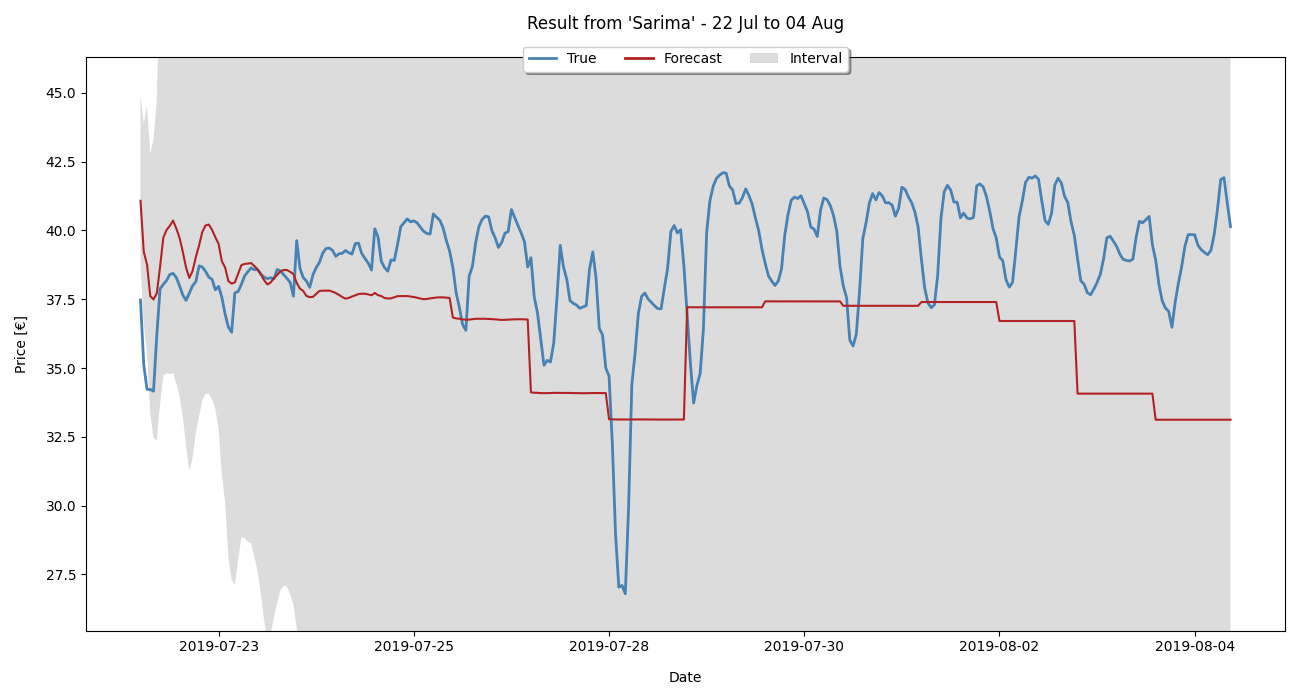 Result from 'Sarima' - 22 Jul to 04 Aug
True
Forecast
Interval
45.0
42.5
40.0
37.5
35.0
32.5
30.0
27.5
Price [€]
2019-07-23
2019-07-25
2019-07-28
2019-07-30
2019-08-02
2019-08-04
Date